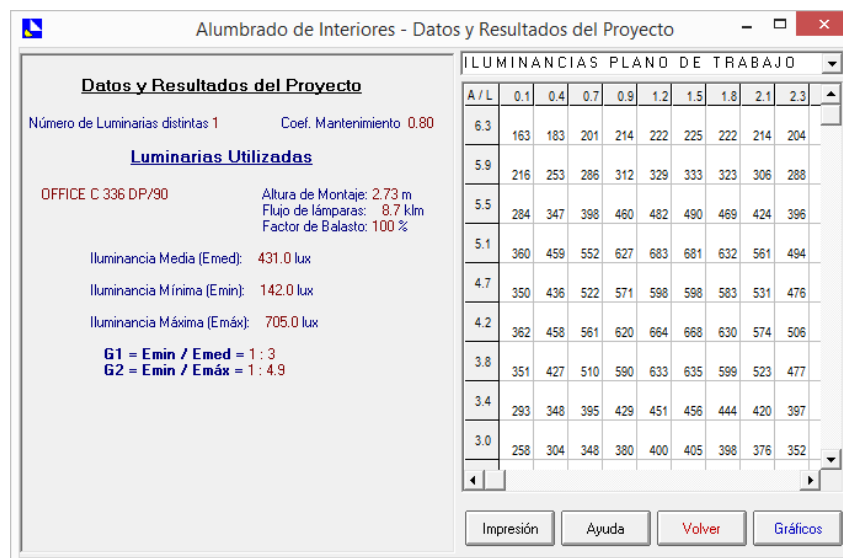 Alumbrado de Interiores - Datos y Resultados del Proyecto
Datos y Resultados del Proyecto
Número de Luminarias distintas 1 Coef. Mantenimiento 0.80
Luminarias Utilizadas
OFFICE C 336 DP/90 Altura de Montaje: 2.73 m
Flujo de lámparas: 8.7 klm
Factor de Balasto: 100 %
Iluminancia Media (Emed): 431.0 lux
Iluminancia Mínima (Emin): 142.0 lux
Iluminancia Máxima (Emáx): 705.0 lux
G1 = Emin / Emed = 1 : 3
G2 = Emin / Emáx = 1 : 4.9
ILUMINANCIAS PLANO DE TRABAJO
A / L 0.1 0.4 0.7 0.9 1.2 1.5 1.8 2.1 2.3
6.3 163 183 201 214 222 225 222 214 204
5.9 216 253 286 312 329 333 323 306 288
5.5 284 347 398 460 482 490 469 424 396
5.1 360 459 552 627 683 681 632 561 494
4.7 350 436 522 571 598 598 583 531 476
4.2 362 458 561 620 664 668 630 574 506
3.8 351 427 510 590 633 635 599 523 477
3.4 293 348 395 429 451 456 444 420 397
3.0 258 304 348 380 400 405 398 376 352
Impresión Ayuda Volver Gráficos